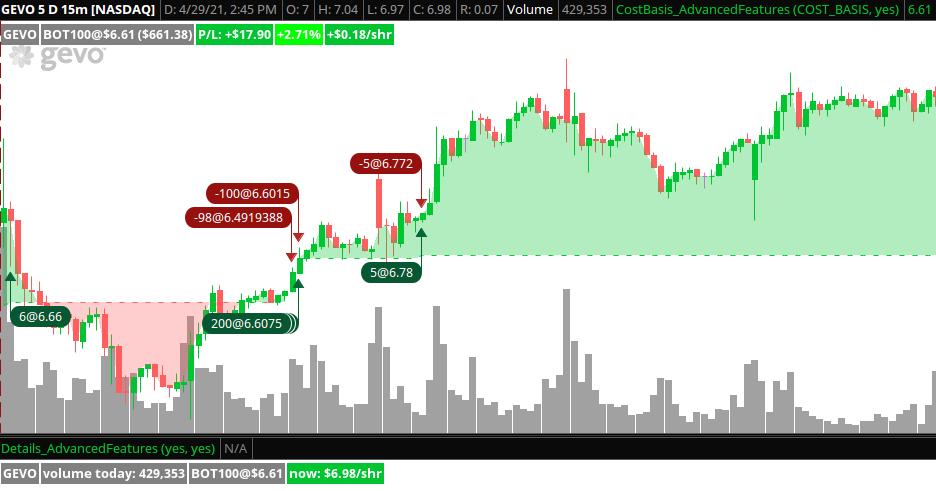 GEVO 5 D 15m [NASDAQ] D: 4/29/21, 2:45 PM O: 7 H: 7.04 L: 6.97 C: 6.98 R: 0.07 Volume 429,353 CostBasis_AdvancedFeatures (COST_BASIS, yes) 6.61
GEVO BOT100@$6.61 ($661.38) P/L: +$17.90 +2.71% +$0.18/shr
gevo
-5@6.772
-100@6.6015
-98@6.4919388
5@6.78
6@6.66
200@6.6075
Details_AdvancedFeatures (yes, yes) N/A
GEVO volume today: 429,353 BOT100@$6.61 now: $6.98/shr